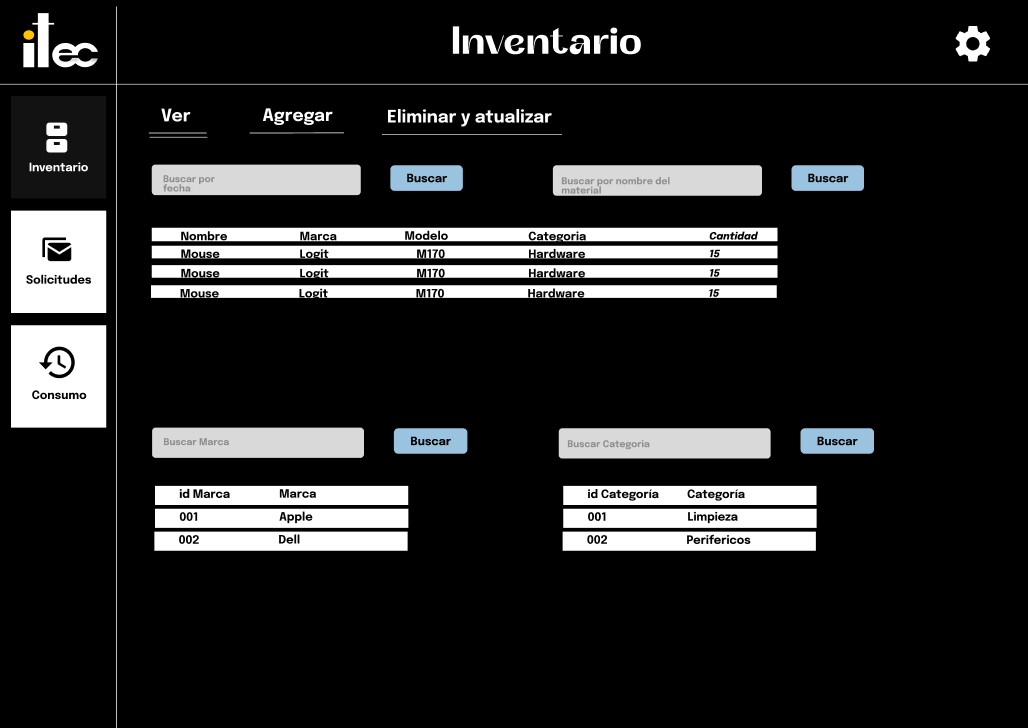 itec
Inventario
Inventario
Solicitudes
Consumo
Ver Agregar Eliminar y atualizar
Buscar por
fecha
Buscar
Buscar por nombre del
material
Buscar
Nombre Marca Modelo Categoria Cantidad
Mouse Logit M170 Hardware 15
Mouse Logit M170 Hardware 15
Mouse Logit M170 Hardware 15
Buscar Marca Buscar
Buscar Categoria Buscar
id Marca Marca
001 Apple
002 Dell
id Categoría Categoría
001 Limpieza
002 Perifericos